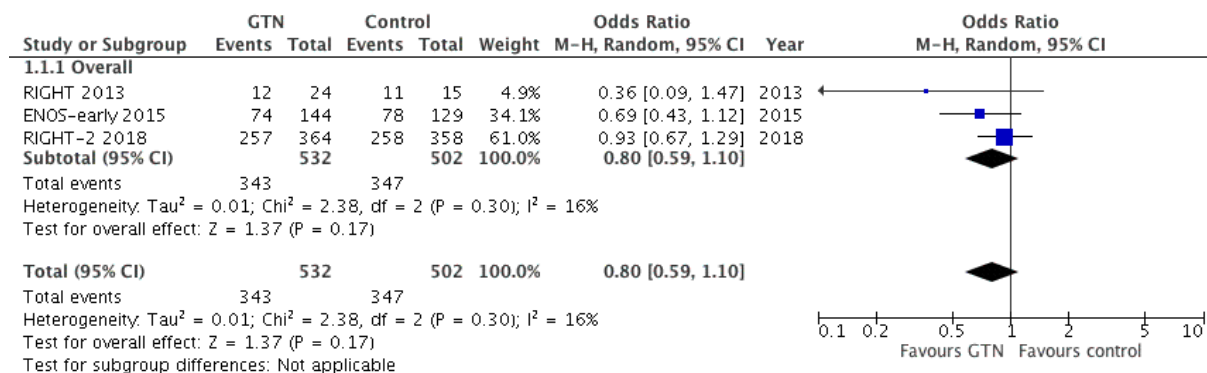 GTN Control Odds Ratio Odds Ratio
Study or Subgroup Events Total Events Total Weight M-H, Random, 95% CI Year M-H, Random, 95% CI
1.1.1 Overall
RIGHT 2013 12 24 11 15 4.9% 0.36 [0.09, 1.47] 2013
ENOS-early 2015 74 144 78 129 34.1% 0.69 [0.43, 1.12] 2015
RIGHT-2 2018 257 364 258 358 61.0% 0.93 [0.67, 1.29] 2018
Subtotal (95% CI) 532 502 100.0% 0.80 [0.59, 1.10]
Total events 343 347
Heterogeneity: Tau² = 0.01; Chi² = 2.38, df = 2 (P = 0.30); I² = 16%
Test for overall effect: Z = 1.37 (P = 0.17)
Total (95% CI) 532 502 100.0% 0.80 [0.59, 1.10]
Total events 343 347
Heterogeneity: Tau² = 0.01; Chi² = 2.38, df = 2 (P = 0.30); I² = 16%
Test for overall effect: Z = 1.37 (P = 0.17)
Test for subgroup differences: Not applicable
0.1 0.2 0.5 1 2 5 10
Favours GTN Favours control